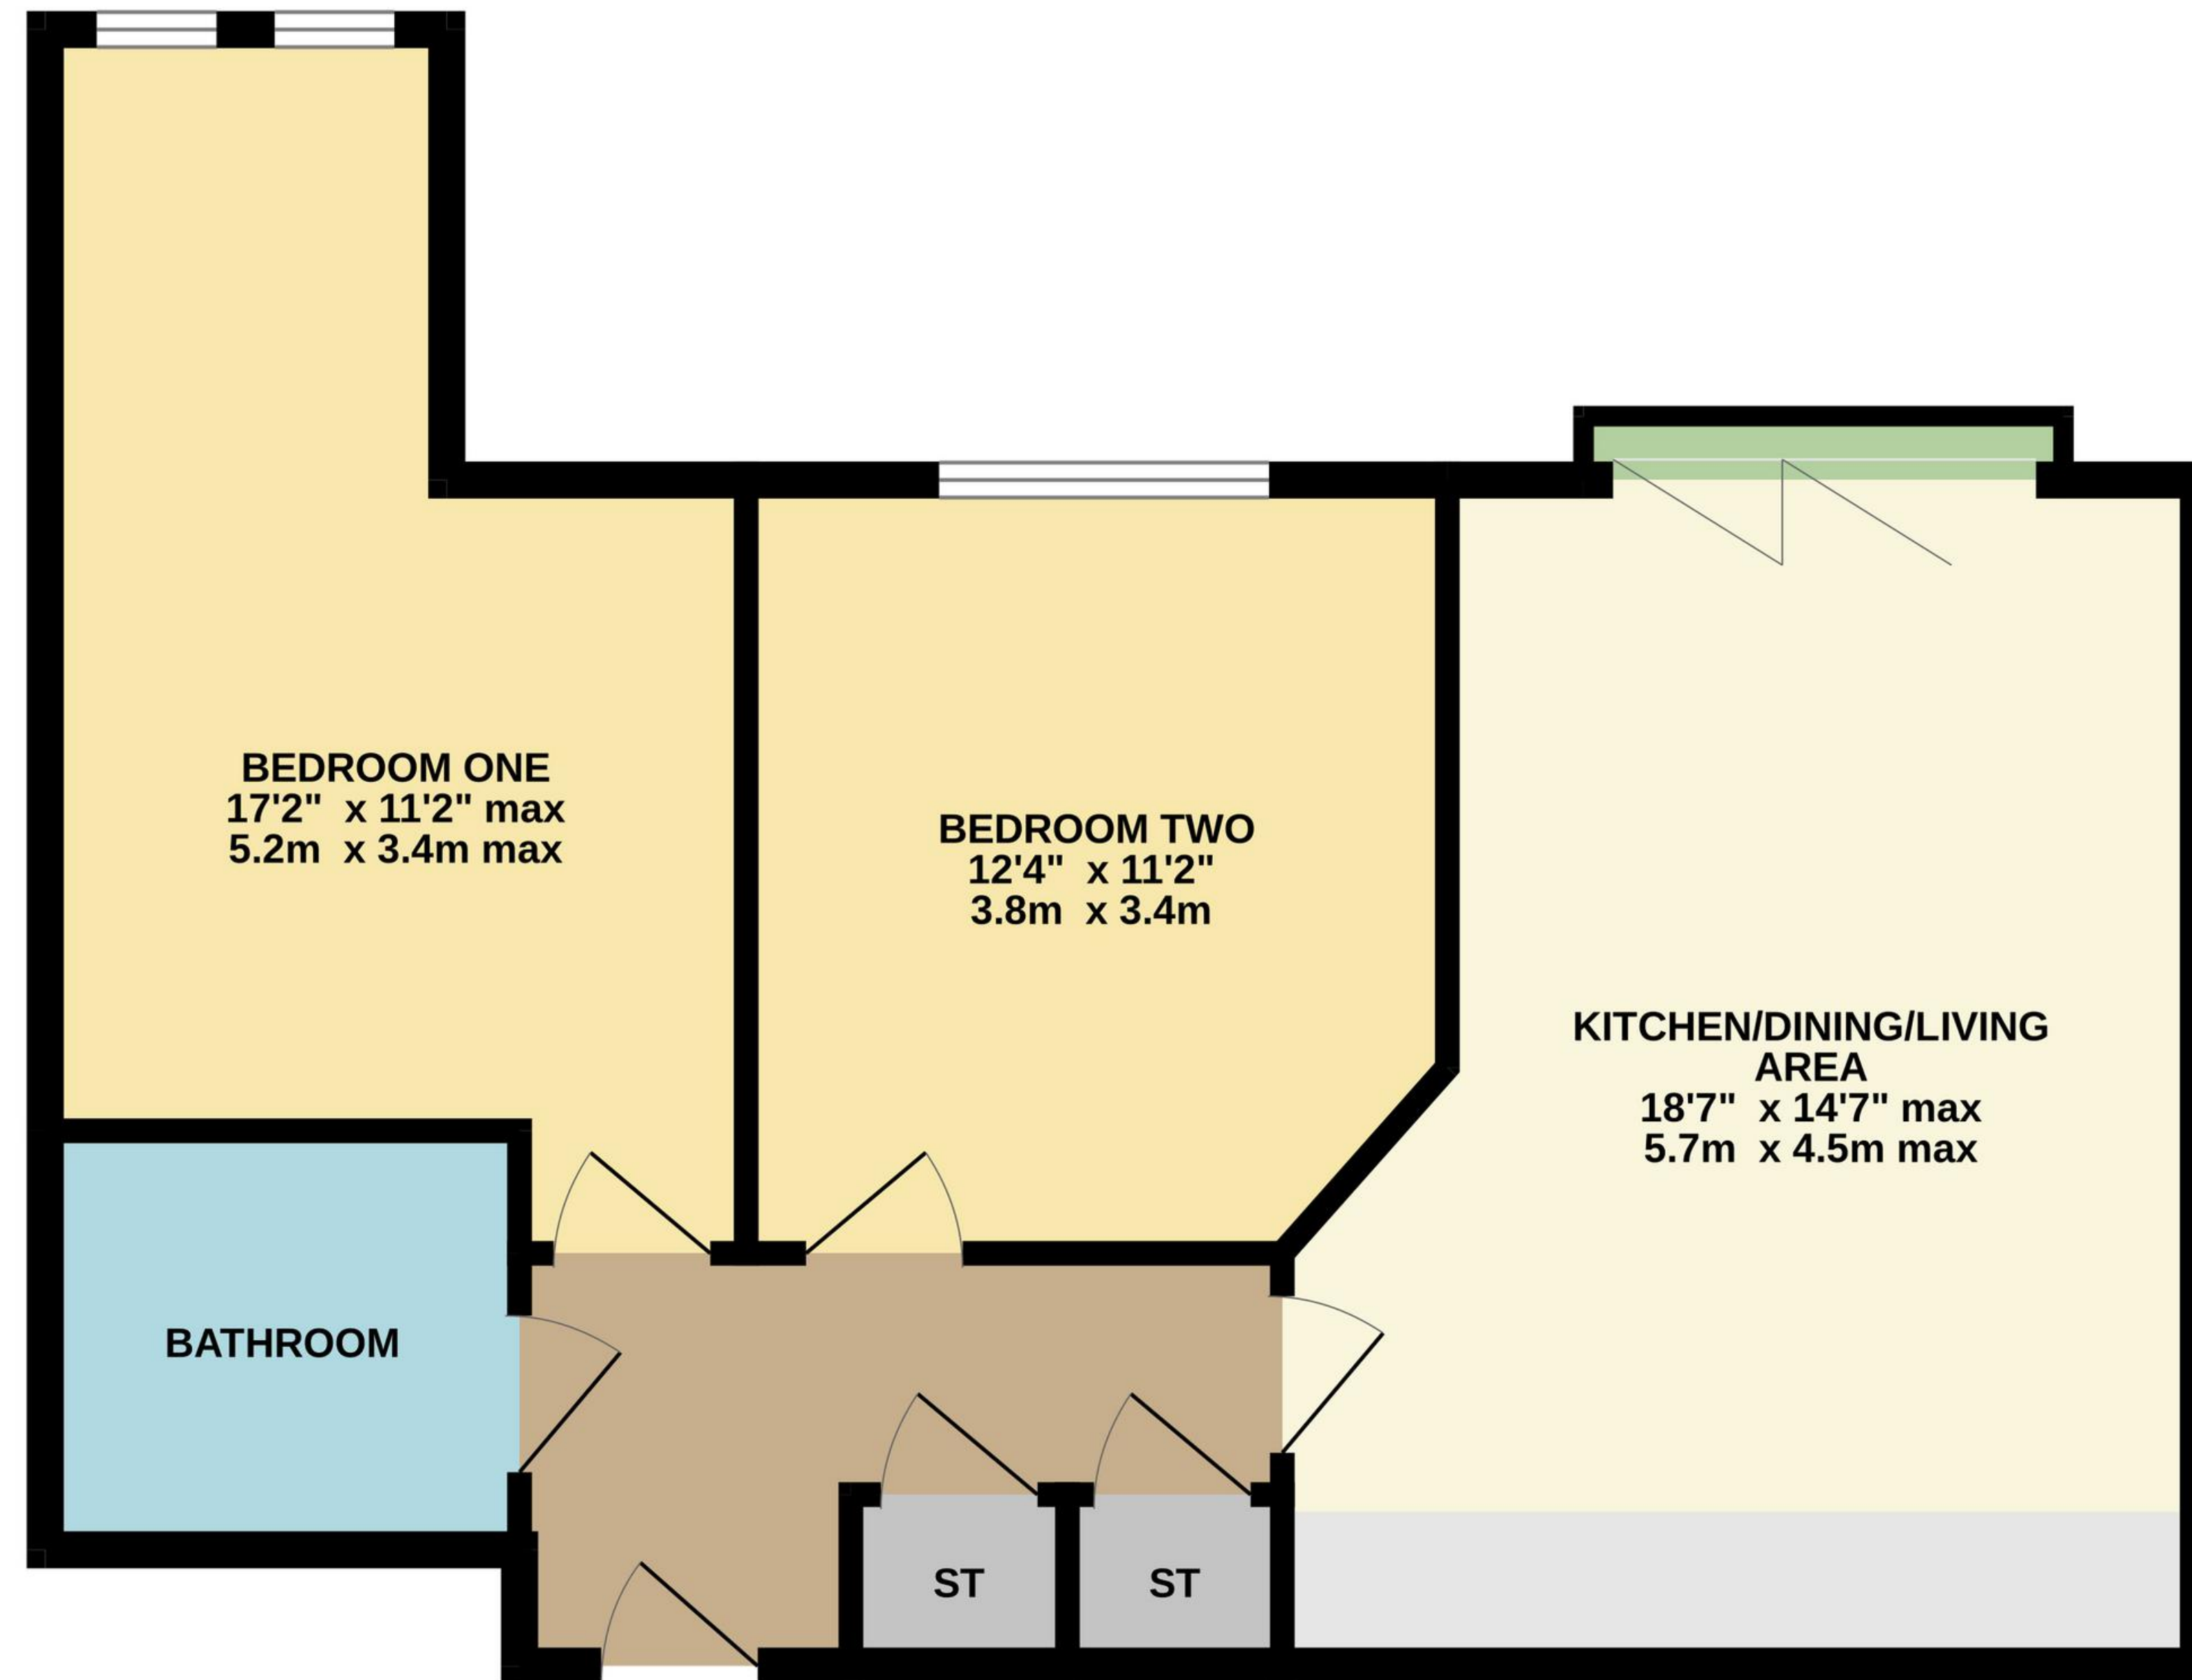 BEDROOM ONE
17'2" x 11'2" max
5.2m x 3.4m max
BEDROOM TWO
12'4" x 11'2"
3.8m x 3.4m
KITCHEN/DINING/LIVING
AREA
18'7" x 14'7" max
5.7m x 4.5m max
BATHROOM
ST
ST